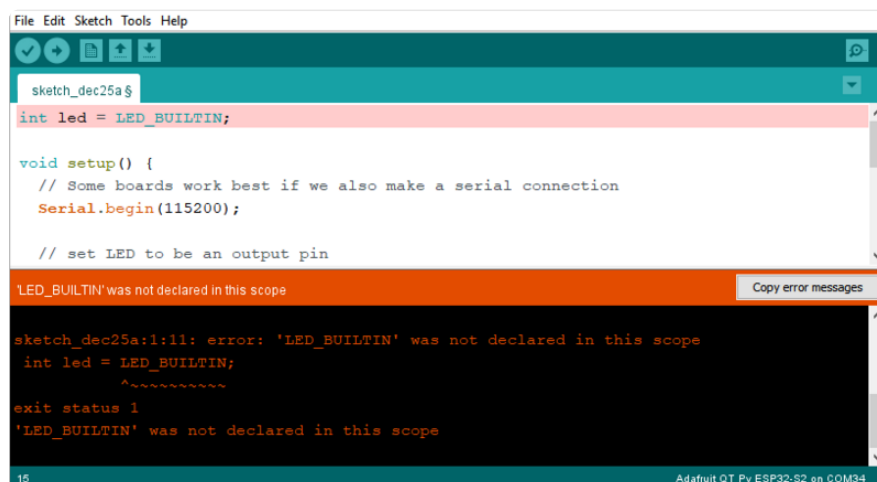 File Edit Sketch Tools Help
sketch_dec25a §
int led = LED_BUILTIN;
void setup() {
// Some boards work best if we also make a serial connection
Serial.begin(115200);
// set LED to be an output pin
'LED_BUILTIN' was not declared in this scope
Copy error messages
sketch_dec25a:1:11: error: 'LED_BUILTIN' was not declared in this scope
int led = LED_BUILTIN;
^~~~~~~~~~~
exit status 1
'LED_BUILTIN' was not declared in this scope
15
Adafruit QT Py ESP32-S2 on COM34